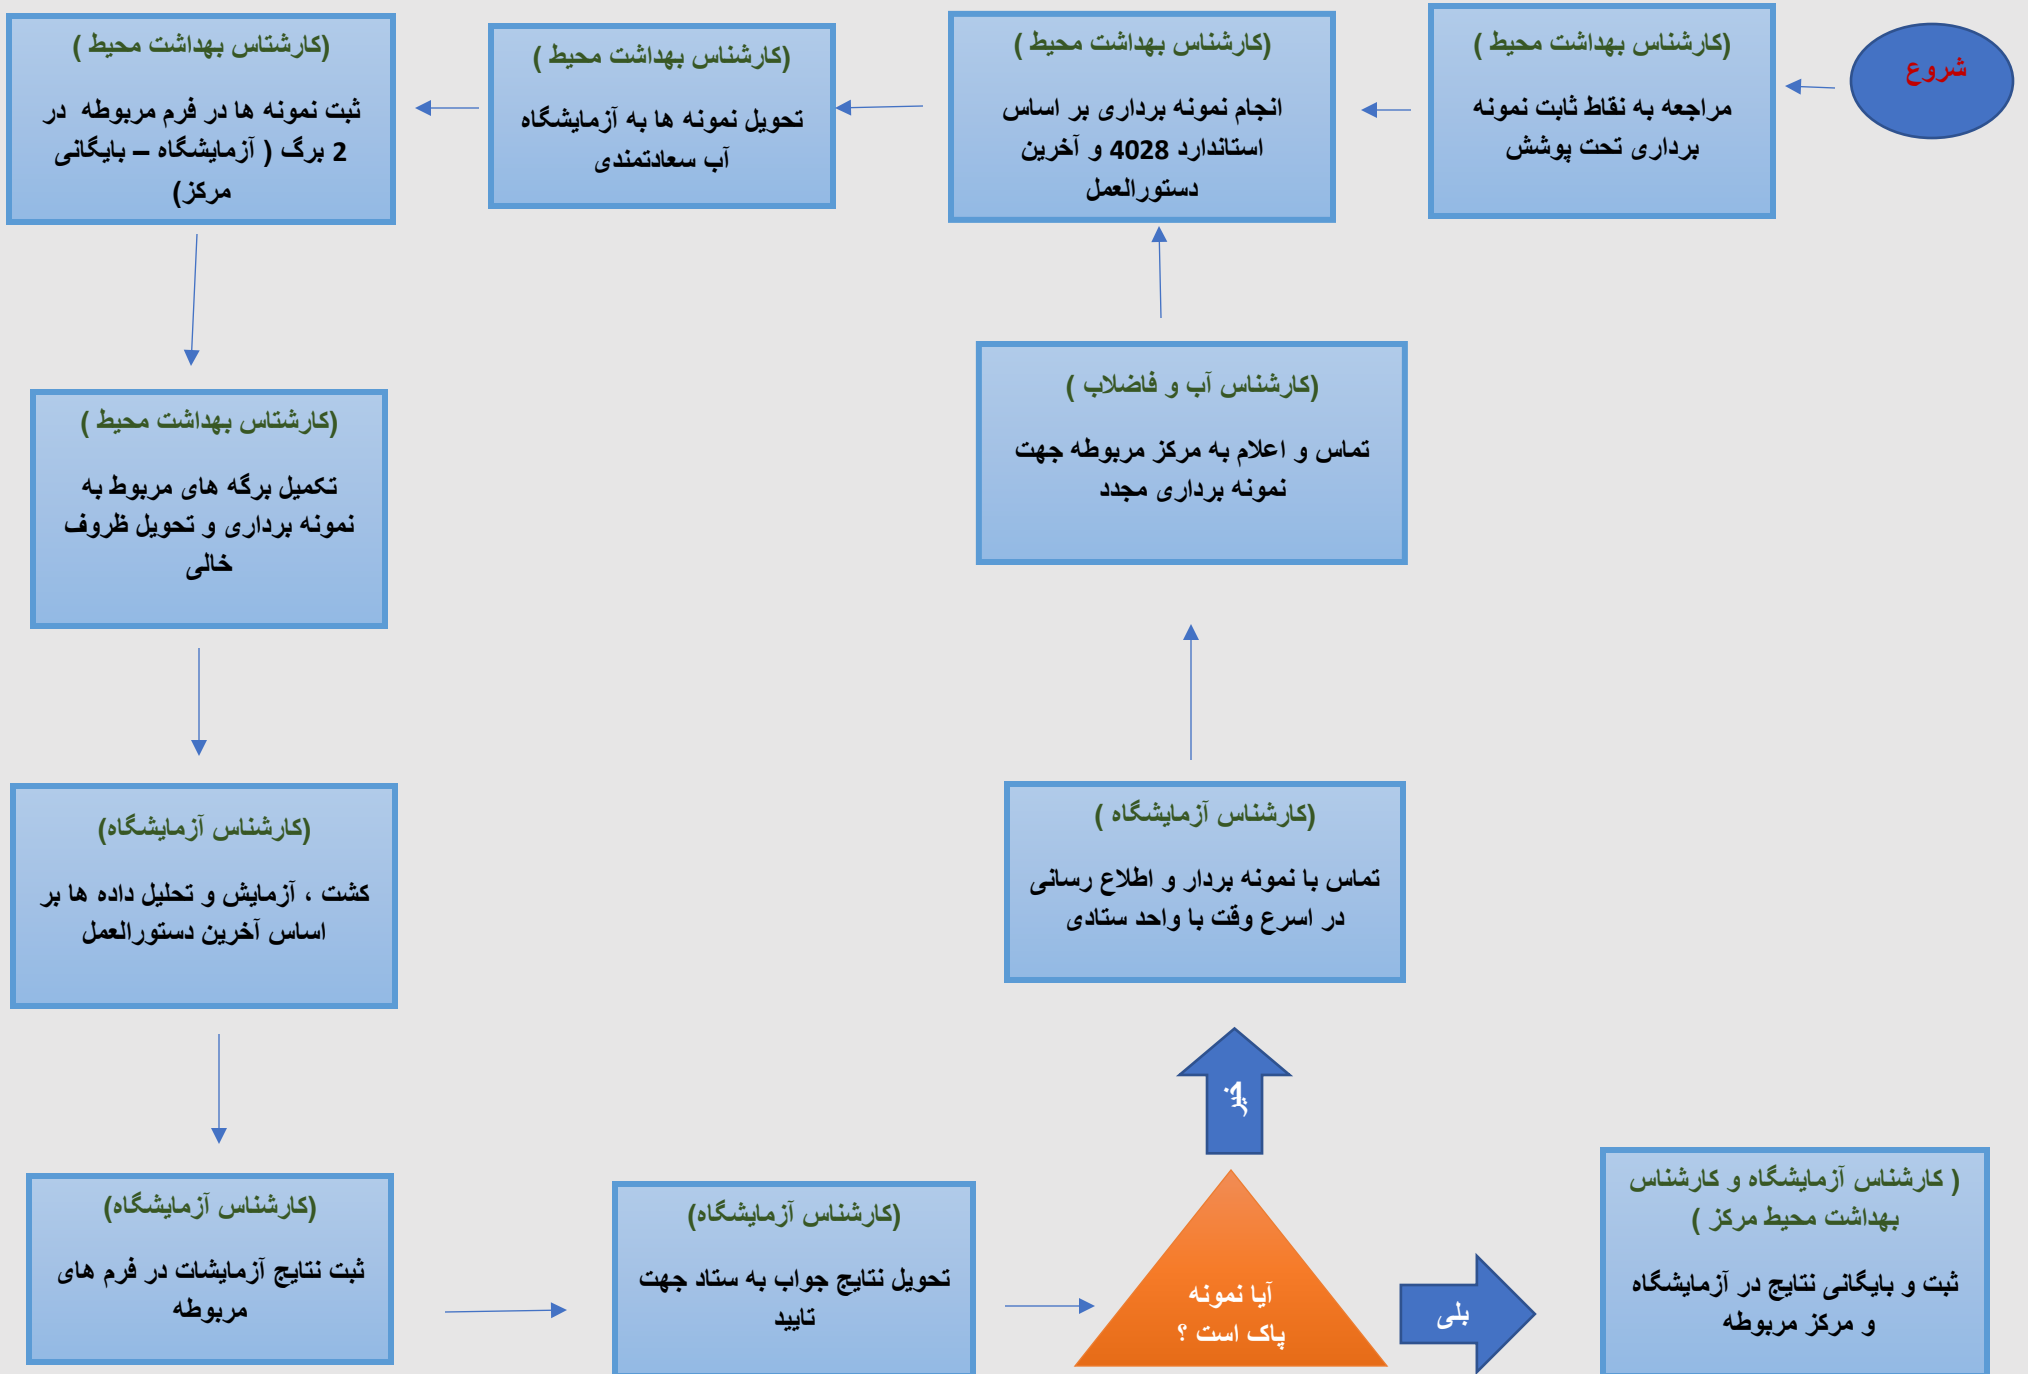 شروع
(کارشناس بهداشت محیط )
مراجعه به نقاط ثابت نمونه
برداری تحت پوشش
(کارشناس بهداشت محیط )
انجام نمونه برداری بر اساس
استاندارد 4028 و آخرین
دستورالعمل
(کارشناس بهداشت محیط )
تحویل نمونه ها به آزمایشگاه
آب سعادتمندی
(کارشتاس بهداشت محیط )
ثبت نمونه ها در فرم مربوطه در
2 برگ ( آزمایشگاه – بایگانی
مرکز)
(کارشتاس بهداشت محیط )
تکمیل برگه های مربوط به
نمونه برداری و تحویل ظروف
خالی
(کارشناس آزمایشگاه)
کشت ، آزمایش و تحلیل داده ها بر
اساس آخرین دستورالعمل
(کارشناس آزمایشگاه)
ثبت نتایج آزمایشات در فرم های
مربوطه
(کارشناس آزمایشگاه)
تحویل نتایج جواب به ستاد جهت
تایید
آیا نمونه
پاک است ؟
خیر
(کارشناس آزمایشگاه )
تماس با نمونه بردار و اطلاع رسانی
در اسرع وقت با واحد ستادی
(کارشناس آب و فاضلاب )
تماس و اعلام به مرکز مربوطه جهت
نمونه برداری مجدد
بلی
( کارشناس آزمایشگاه و کارشناس
بهداشت محیط مرکز )
ثبت و بایگانی نتایج در آزمایشگاه
و مرکز مربوطه